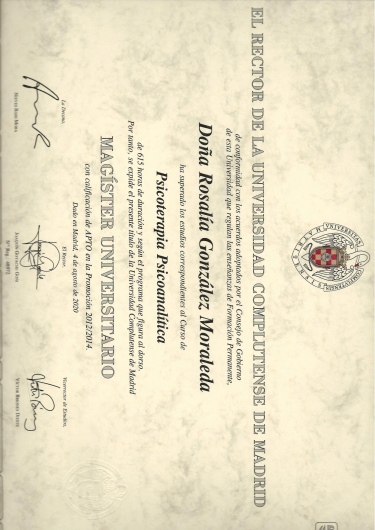 EL RECTOR DE LA UNIVERSIDAD COMPLUTENSE DE MADRID
de conformidad con los acuerdos adoptados por el Consejo de Gobierno
de esta Universidad que regulan las enseñanzas de Formación Permanente,
Doña Rosalía González Moraleda
ha superado los estudios correspondientes al Curso de
Psicoterapia Psicoanalítica
de 615 horas de duración y según el programa que figura al dorso.
Por tanto, se expide el presente título de la Universidad Complutense de Madrid
MAGÍSTER UNIVERSITARIO
con calificación de APTO en la Promoción 2012/2014.
Dado en Madrid, 4 de agosto de 2020
La Decana,
El Rector,
Vicerrector de Estudios,